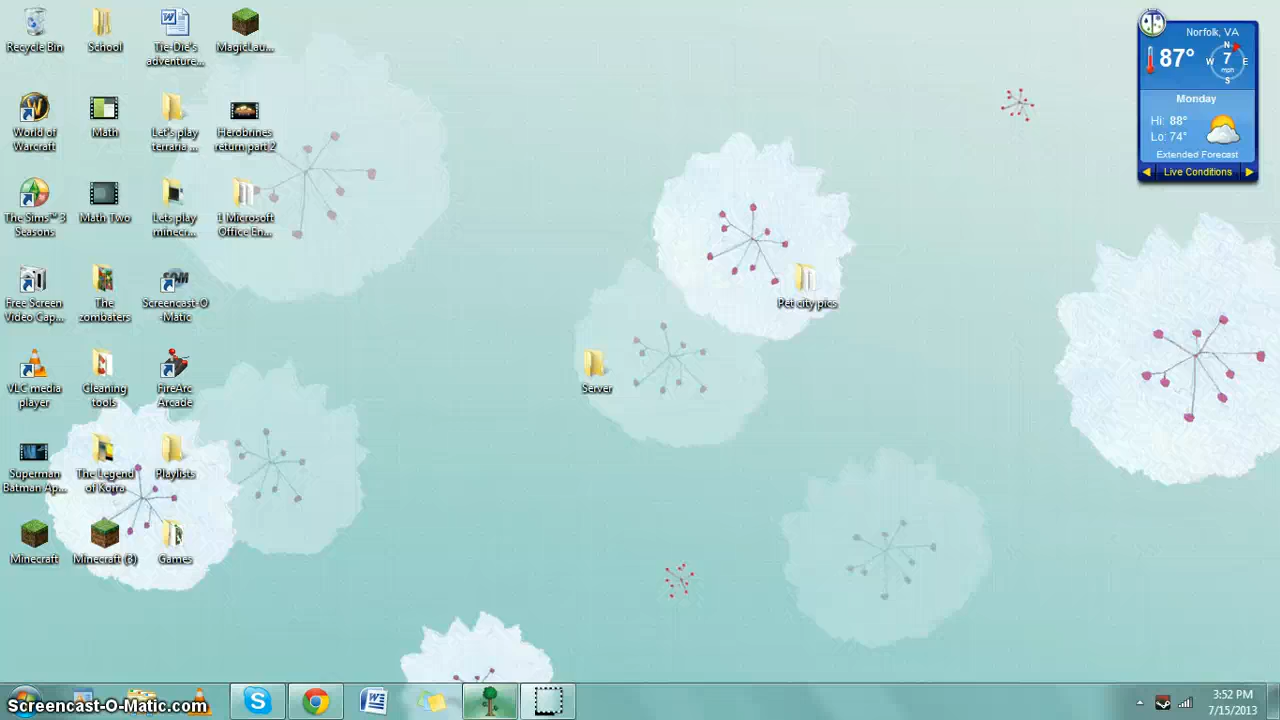 Recycle Bin
School
Tie-Die's
adventure...
MagicLau...
World of
Warcraft
Math
Let's play
terraria ...
Herobrines
return part 2
The Sims™ 3
Seasons
Math Two
Lets play
minecr...
1 Microsoft
Office En...
Free Screen
Video Cap...
The
zombaters
SOM
Screencast-O
-Matic
Pet city pics
VLC media
player
Cleaning
tools
FireArc
Arcade
Server
Superman
Batman Ap...
The Legend
of Korra
Playlists
Minecraft
Minecraft (3)
Games
Norfolk, VA
87°
N
W 7 E
mph
S
Monday
Hi: 88°
Lo: 74°
Extended Forecast
Live Conditions
Screencast-O-Matic.com
3:52 PM
7/15/2013